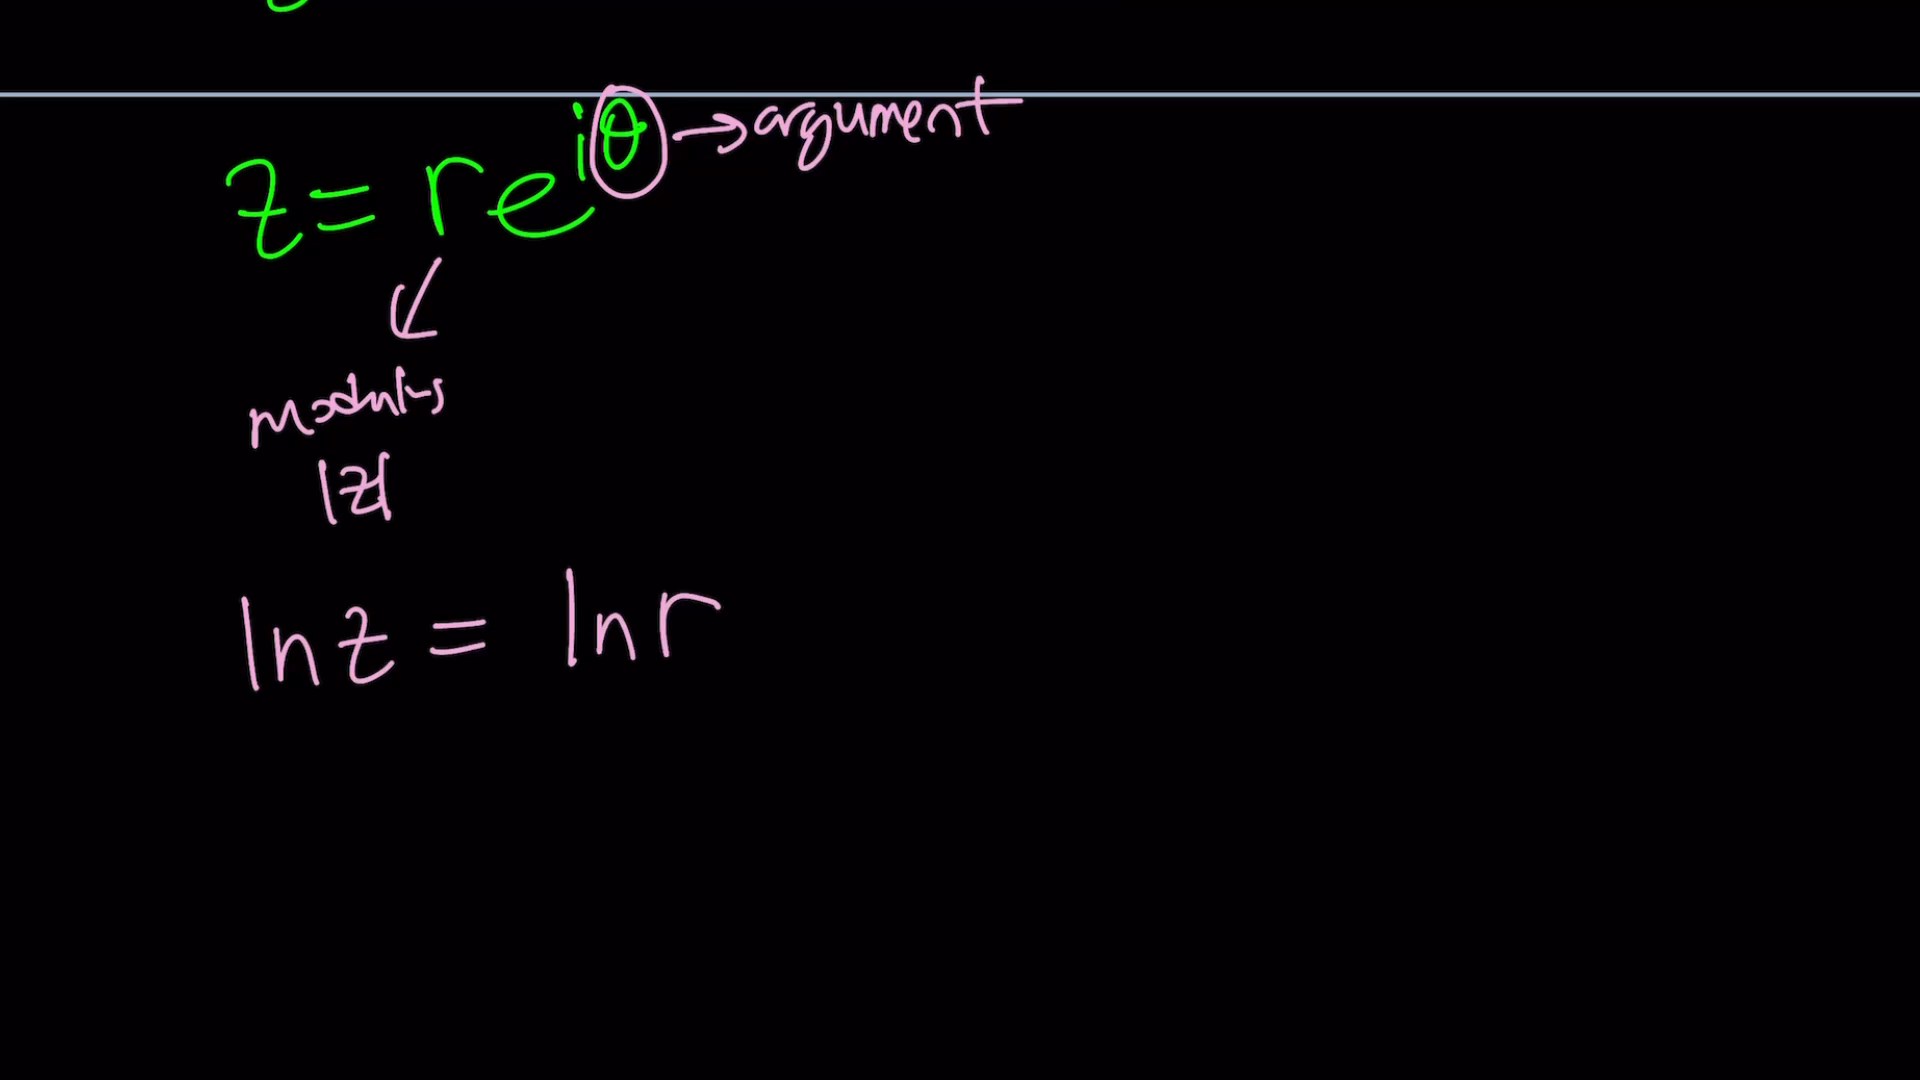 z = re^{iθ} → argument
modulus
|z|
ln z = ln r